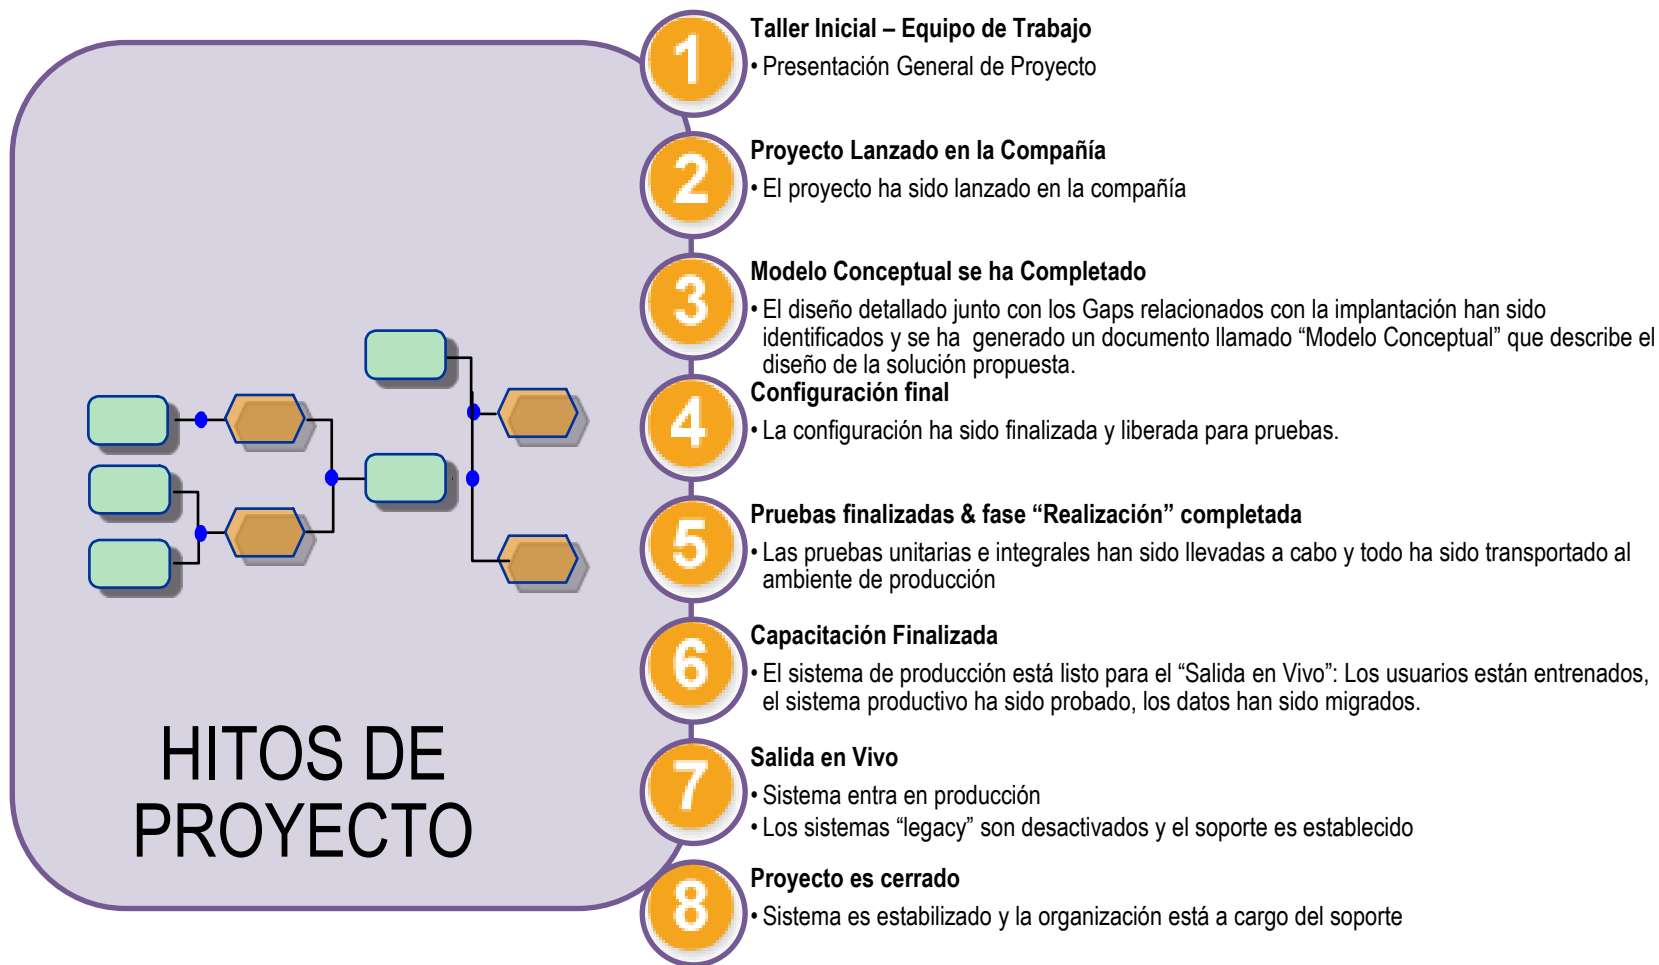 1
Taller Inicial – Equipo de Trabajo
• Presentación General de Proyecto
2
Proyecto Lanzado en la Compañía
• El proyecto ha sido lanzado en la compañía
3
Modelo Conceptual se ha Completado
• El diseño detallado junto con los Gaps relacionados con la implantación han sido
identificados y se ha generado un documento llamado “Modelo Conceptual” que describe el
diseño de la solución propuesta.
4
Configuración final
• La configuración ha sido finalizada y liberada para pruebas.
5
Pruebas finalizadas & fase “Realización” completada
• Las pruebas unitarias e integrales han sido llevadas a cabo y todo ha sido transportado al
ambiente de producción
6
Capacitación Finalizada
• El sistema de producción está listo para el “Salida en Vivo”: Los usuarios están entrenados,
el sistema productivo ha sido probado, los datos han sido migrados.
7
Salida en Vivo
• Sistema entra en producción
• Los sistemas “legacy” son desactivados y el soporte es establecido
8
Proyecto es cerrado
• Sistema es estabilizado y la organización está a cargo del soporte
HITOS DE
PROYECTO